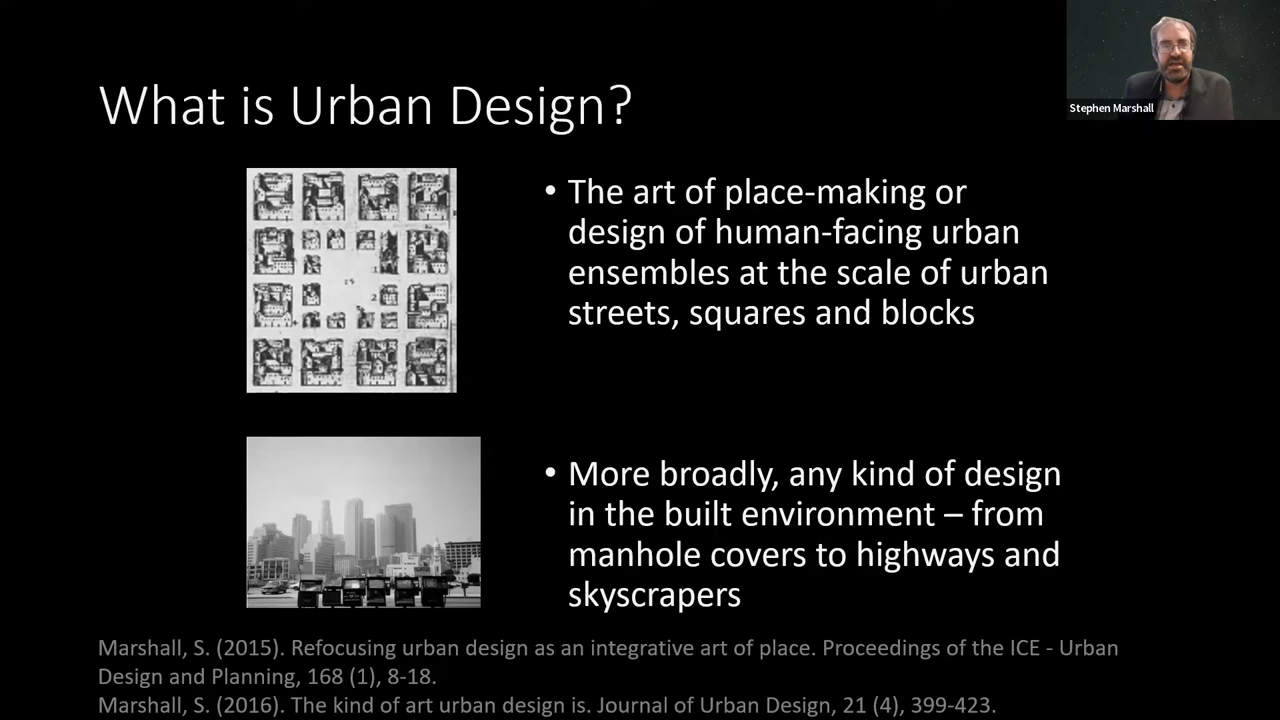 What is Urban Design?
Stephen Marshall
• The art of place-making or
design of human-facing urban
ensembles at the scale of urban
streets, squares and blocks
• More broadly, any kind of design
in the built environment – from
manhole covers to highways and
skyscrapers
Marshall, S. (2015). Refocusing urban design as an integrative art of place. Proceedings of the ICE - Urban
Design and Planning, 168 (1), 8-18.
Marshall, S. (2016). The kind of art urban design is. Journal of Urban Design, 21 (4), 399-423.